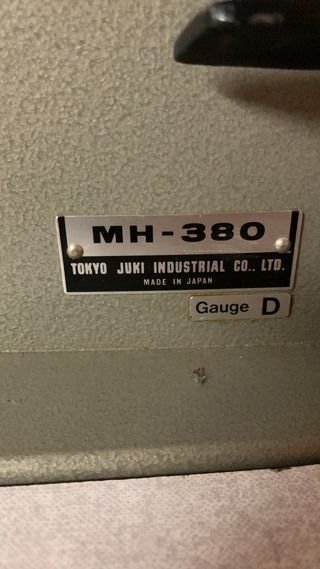 MH-380
TOKYO JUKI INDUSTRIAL CO., LTD.
MADE IN JAPAN
Gauge D